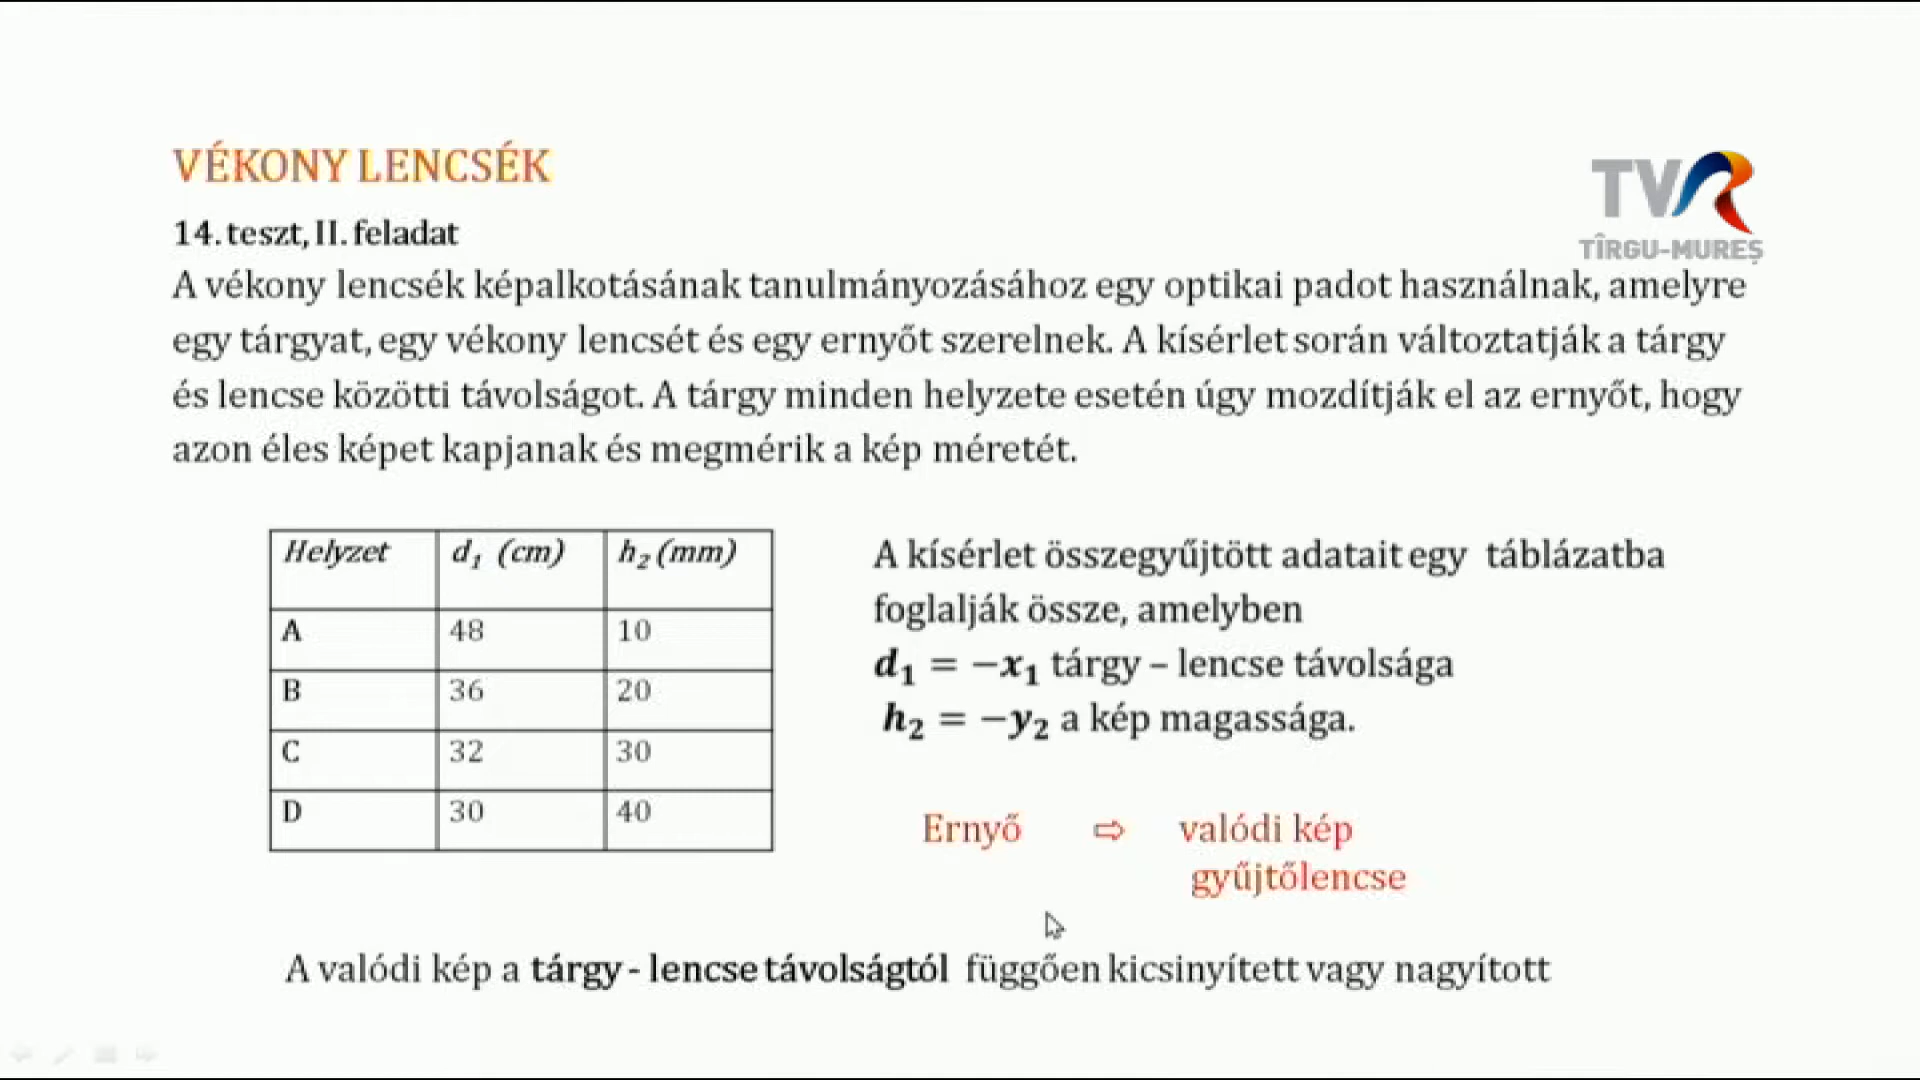 VÉKONY LENCSÉK
TVR
TÎRGU-MUREȘ
14. teszt, II. feladat
A vékony lencsék képalkotásának tanulmányozásához egy optikai padot használnak, amelyre
egy tárgyat, egy vékony lencsét és egy ernyőt szerelnek. A kísérlet során változtatják a tárgy
és lencse közötti távolságot. A tárgy minden helyzete esetén úgy mozdítják el az ernyőt, hogy
azon éles képet kapjanak és megmérik a kép méretét.
Helyzet d₁ (cm) h₂ (mm)
A 48 10
B 36 20
C 32 30
D 30 40
A kísérlet összegyűjtött adatait egy táblázatba
foglalják össze, amelyben
d₁ = −x₁ tárgy – lencse távolsága
h₂ = −y₂ a kép magassága.
Ernyő ⇨ valódi kép
gyűjtőlencse
A valódi kép a tárgy - lencse távolságtól függően kicsinyített vagy nagyított